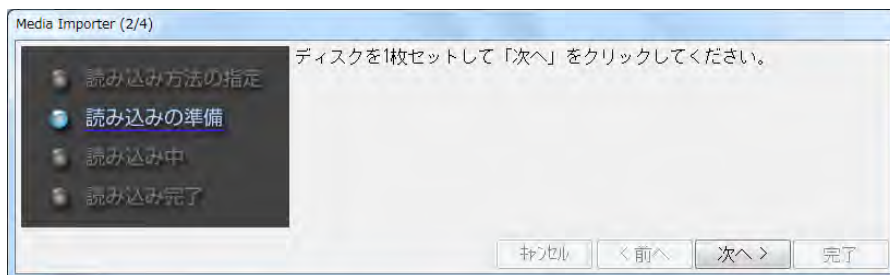 Media Importer (2/4)
ディスクを1枚セットして「次へ」をクリックしてください。
読み込み方法の指定
読み込みの準備
読み込み中
読み込み完了
キャンセル
< 前へ
次へ >
完了